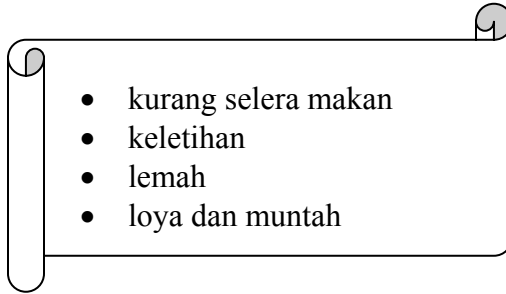 • kurang selera makan
• keletihan
• lemah
• loya dan muntah